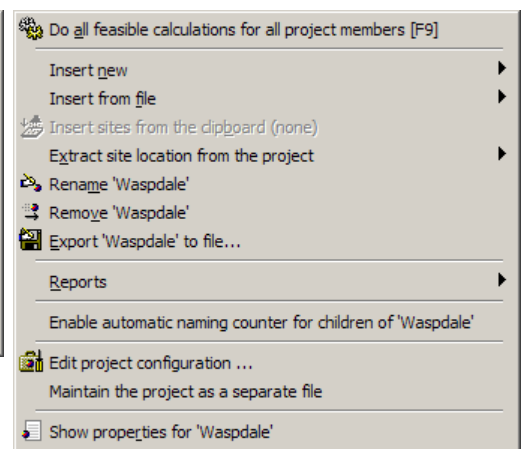 Do all feasible calculations for all project members [F9]
Insert new
Insert from file
Insert sites from the clipboard (none)
Extract site location from the project
Rename 'Waspdale'
Remove 'Waspdale'
Export 'Waspdale' to file...
Reports
Enable automatic naming counter for children of 'Waspdale'
Edit project configuration ...
Maintain the project as a separate file
Show properties for 'Waspdale'